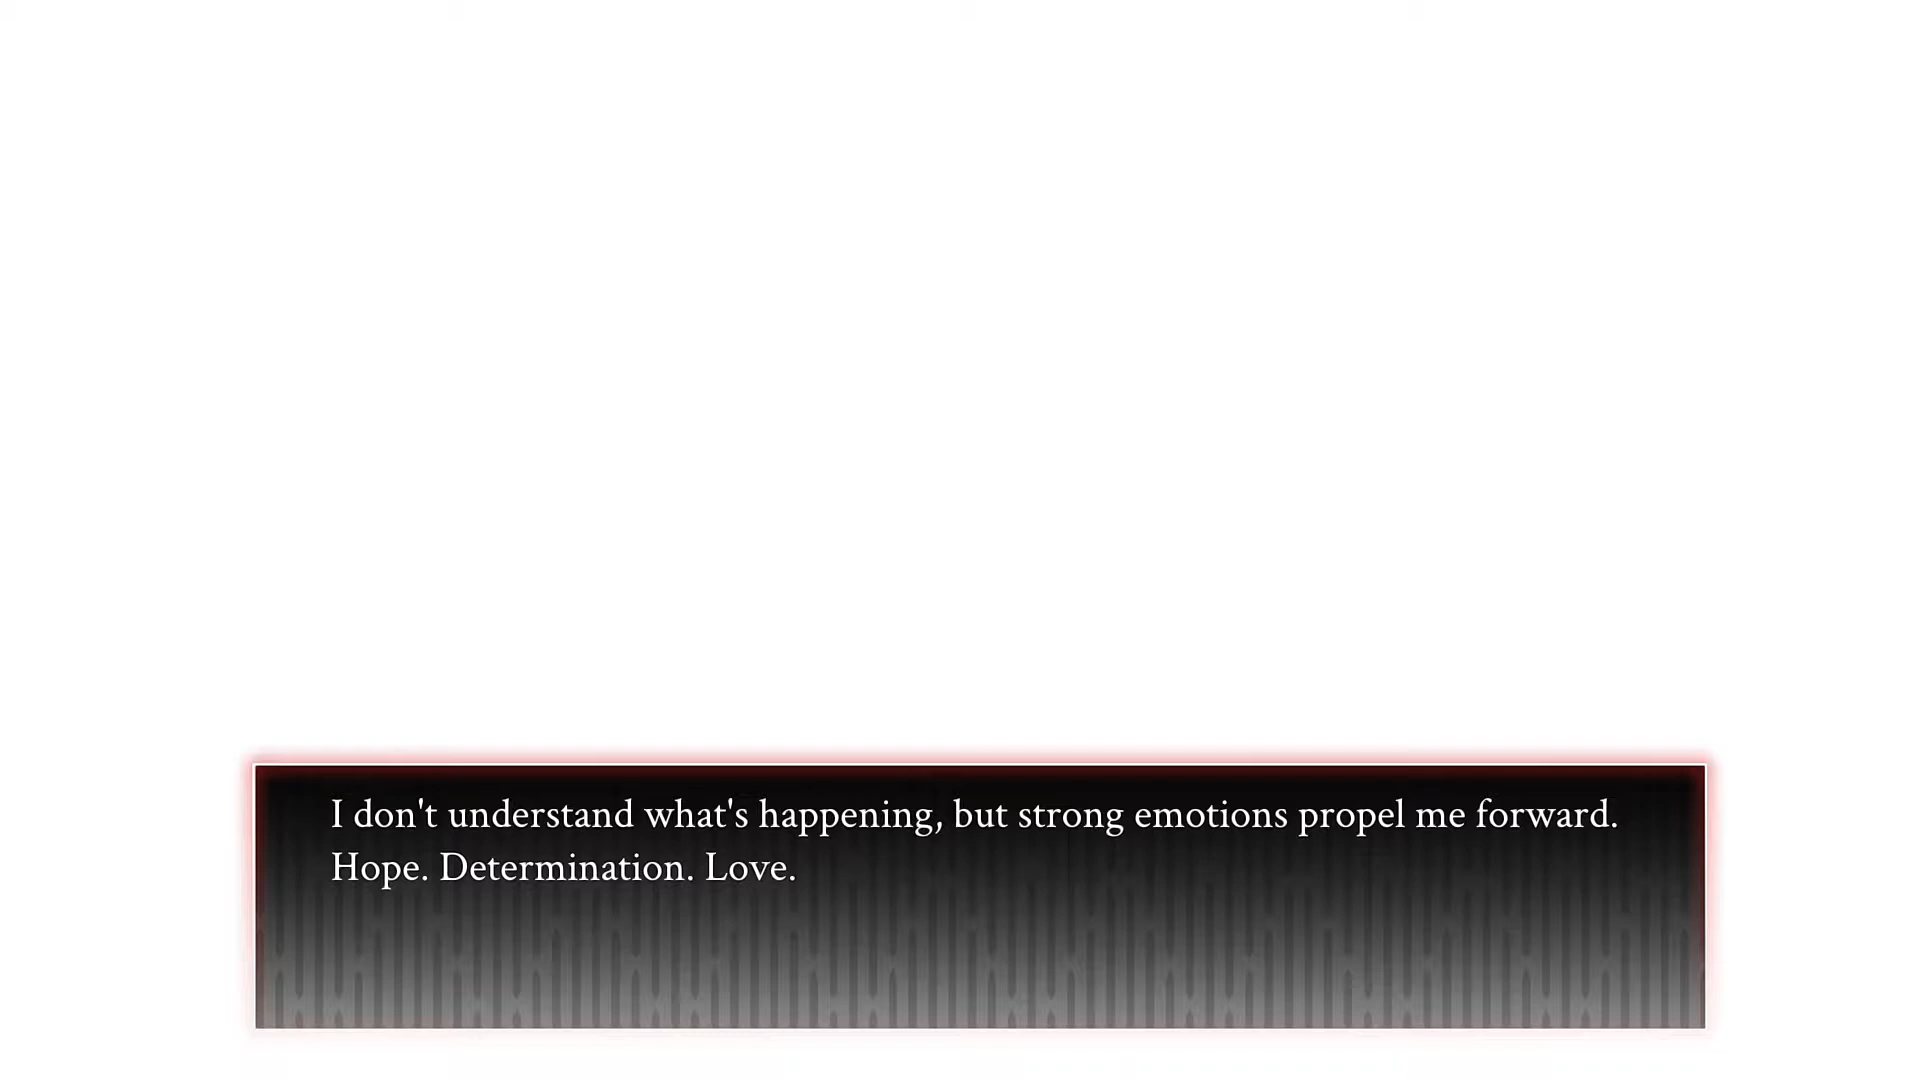 I don't understand what's happening, but strong emotions propel me forward.
Hope. Determination. Love.